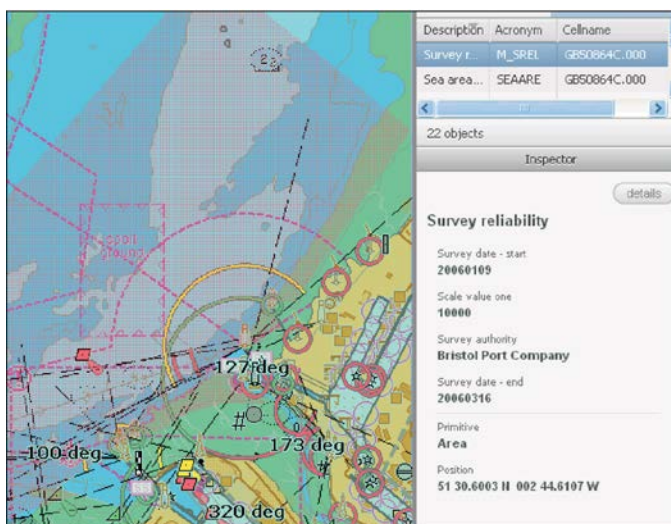 spoil
ground
127 deg
173 deg
100 deg
320 deg
Description Acronym Cellname
Survey r... M_SREL GB50864C.000
Sea area... SEAARE GB50864C.000
22 objects
Inspector
details
Survey reliability
Survey date - start
20060109
Scale value one
10000
Survey authority
Bristol Port Company
Survey date - end
20060316
Primitive
Area
Position
51 30.6003 N 002 44.6107 W